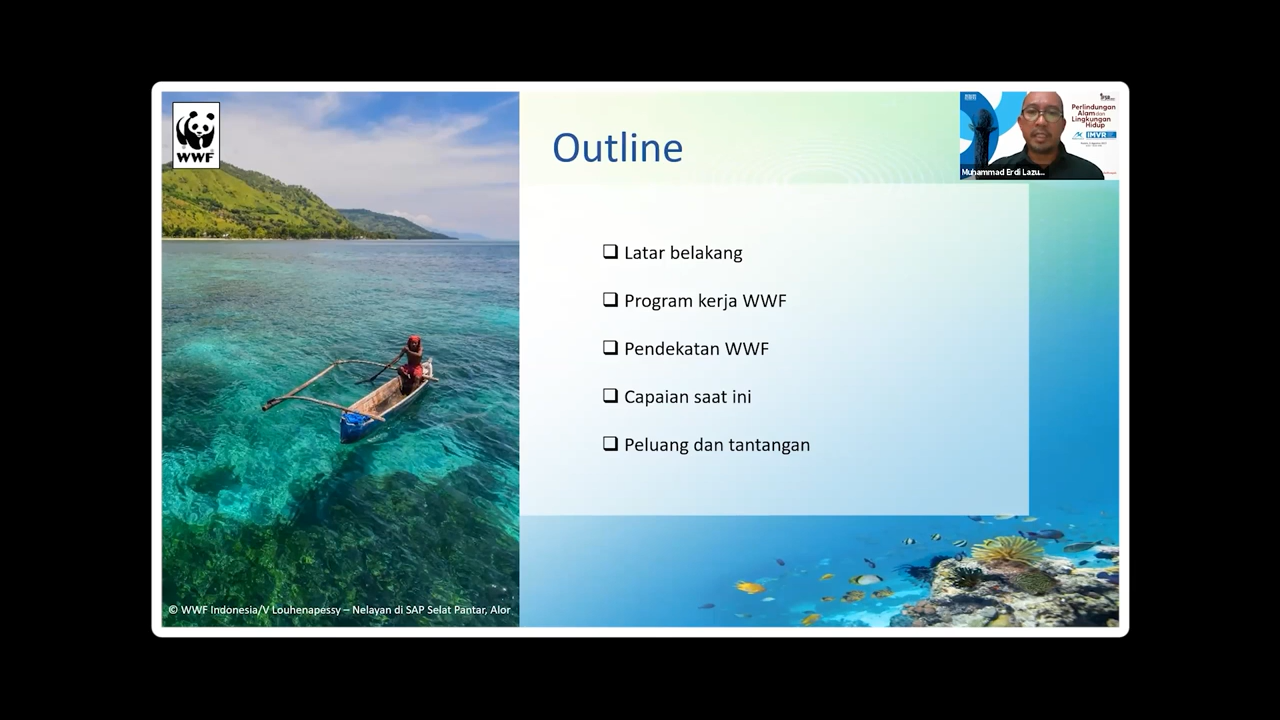 WWF
Outline
Latar belakang
Program kerja WWF
Pendekatan WWF
Capaian saat ini
Peluang dan tantangan
© WWF Indonesia/V Louhenapessy – Nelayan di SAP Selat Pantar, Alor
Perlindungan
Alam dan
Lingkungan
Hidup
IMVR
Muhammad Erdi Lazu...